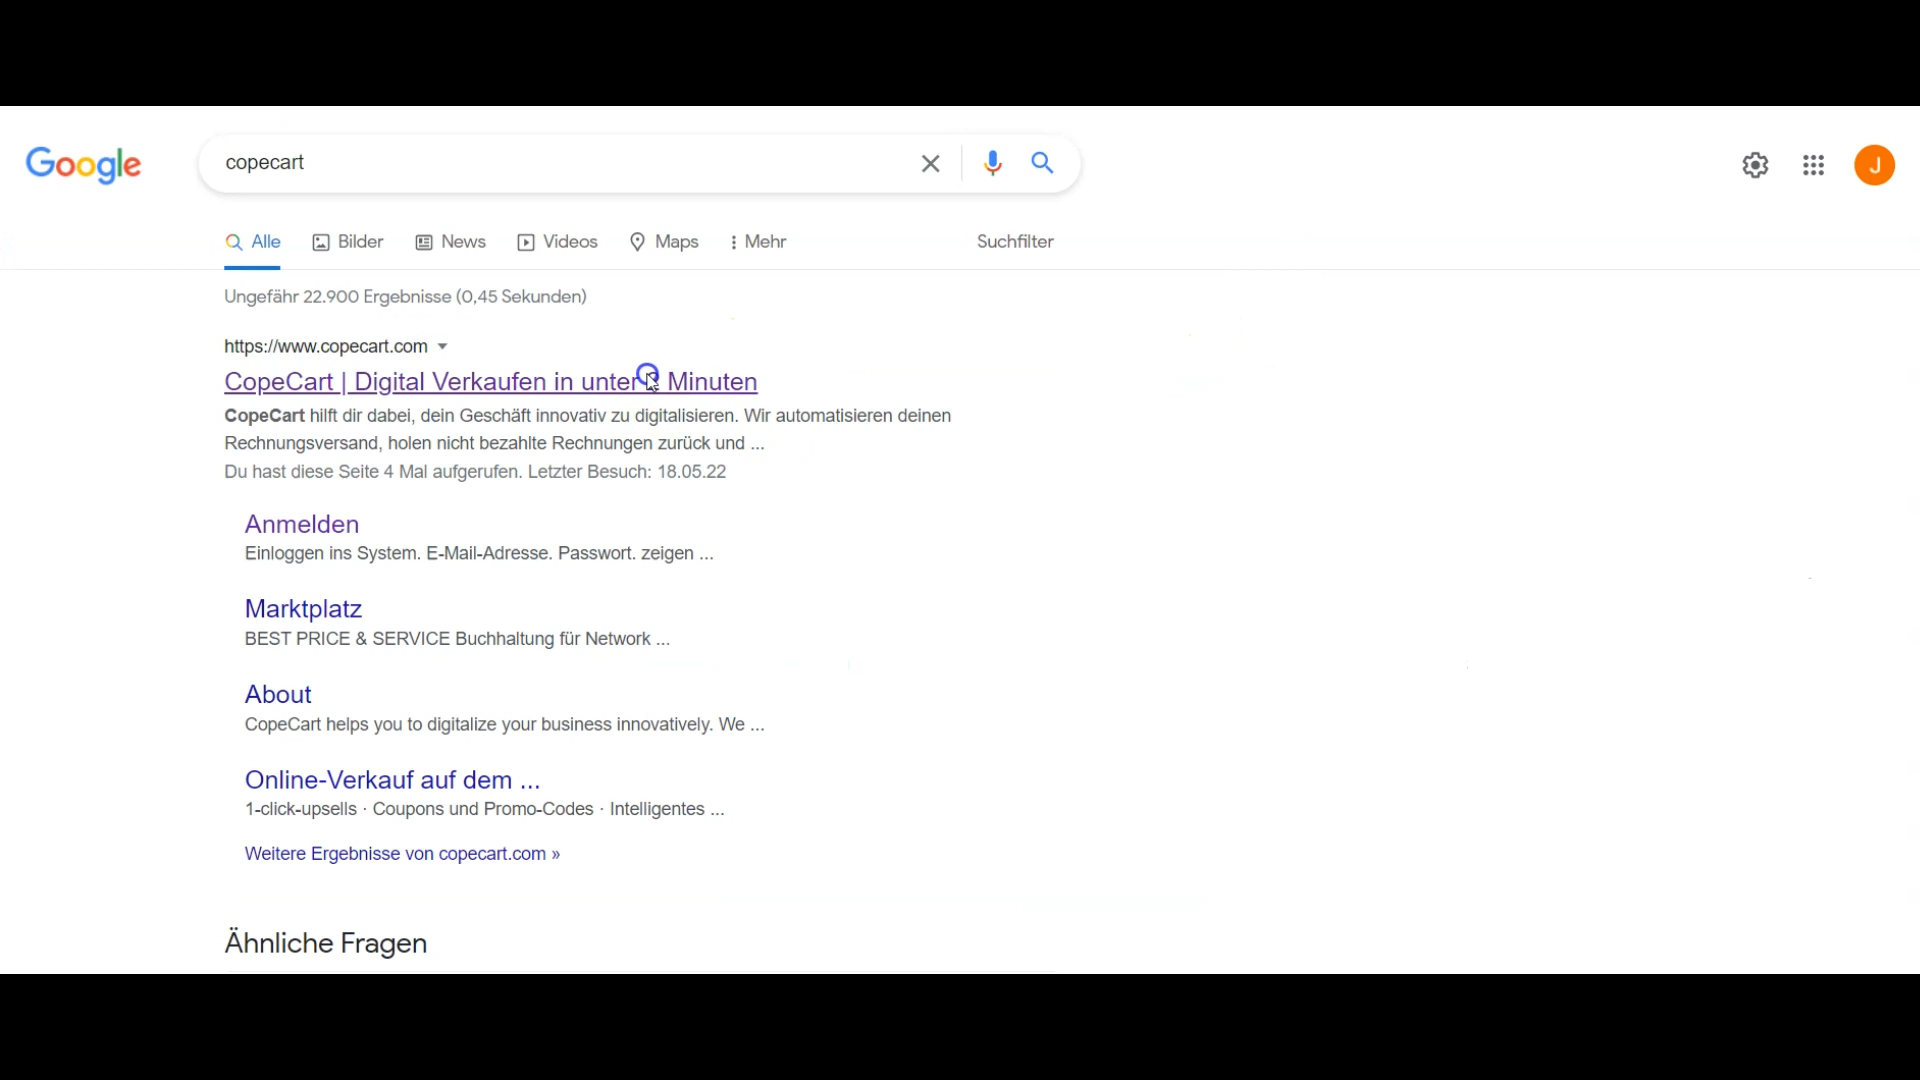 Google
copecart
J
Alle
Bilder
News
Videos
Maps
Mehr
Suchfilter
Ungefähr 22.900 Ergebnisse (0,45 Sekunden)
https://www.copecart.com
CopeCart | Digital Verkaufen in unter Minuten
CopeCart hilft dir dabei, dein Geschäft innovativ zu digitalisieren. Wir automatisieren deinen
Rechnungsversand, holen nicht bezahlte Rechnungen zurück und ...
Du hast diese Seite 4 Mal aufgerufen. Letzter Besuch: 18.05.22
Anmelden
Einloggen ins System. E-Mail-Adresse. Passwort. zeigen ...
Marktplatz
BEST PRICE & SERVICE Buchhaltung für Network ...
About
CopeCart helps you to digitalize your business innovatively. We ...
Online-Verkauf auf dem ...
1-click-upsells · Coupons und Promo-Codes · Intelligentes ...
Weitere Ergebnisse von copecart.com »
Ähnliche Fragen